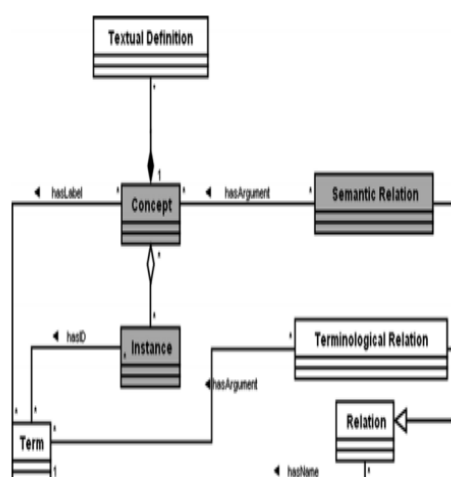 Textual Definition
*
1
◄ hasLabel
*
Concept
*
◄ hasArgument
*
Semantic Relation
*
*
◄ hasID
*
Instance
*
Terminological Relation
◄hasArgument
*
*
*
Term
1
Relation
*
◄ hasName